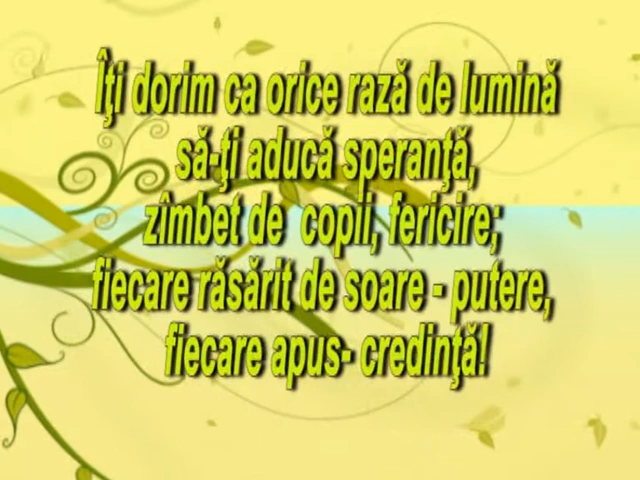 Îţi dorim ca orice rază de lumină
să-ţi aducă speranţă,
zîmbet de copii, fericire;
fiecare răsărit de soare - putere,
fiecare apus- credinţă!